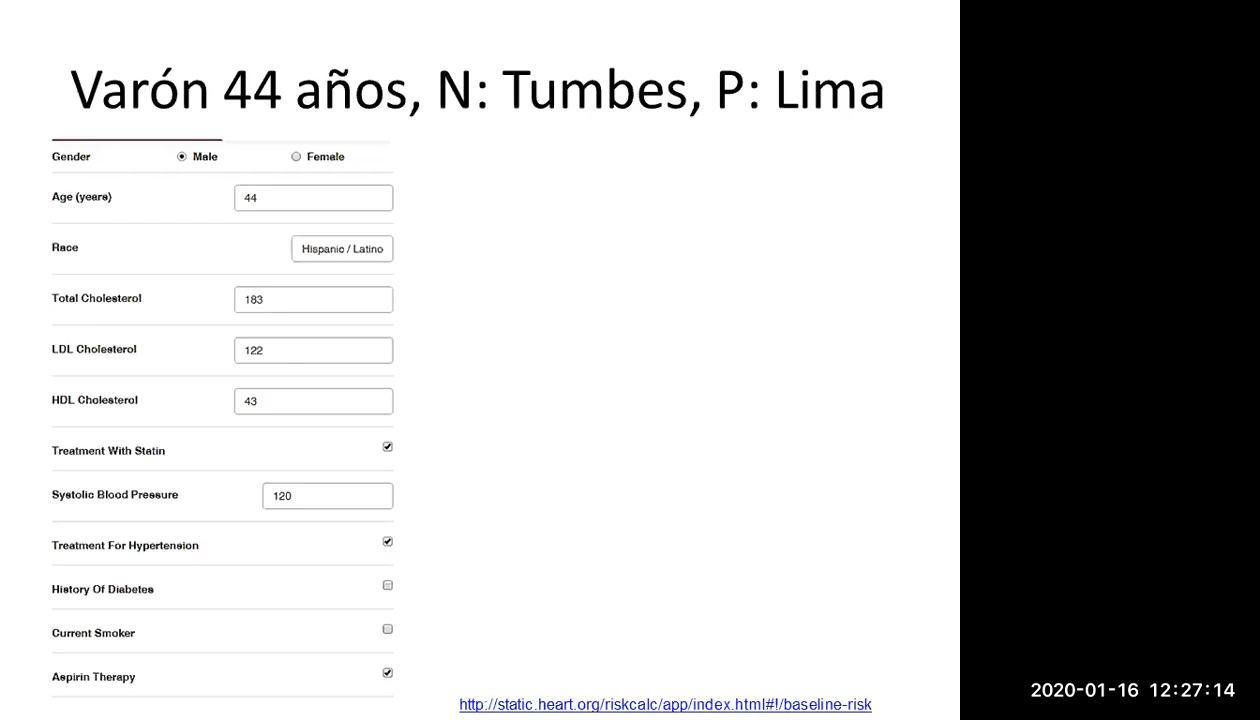 Varón 44 años, N: Tumbes, P: Lima
Gender Male Female
Age (years) 44
Race Hispanic / Latino
Total Cholesterol 183
LDL Cholesterol 122
HDL Cholesterol 43
Treatment With Statin
Systolic Blood Pressure 120
Treatment For Hypertension
History Of Diabetes
Current Smoker
Aspirin Therapy
http://static.heart.org/riskcalc/app/index.html#!/baseline-risk
2020-01-16 12:27:14